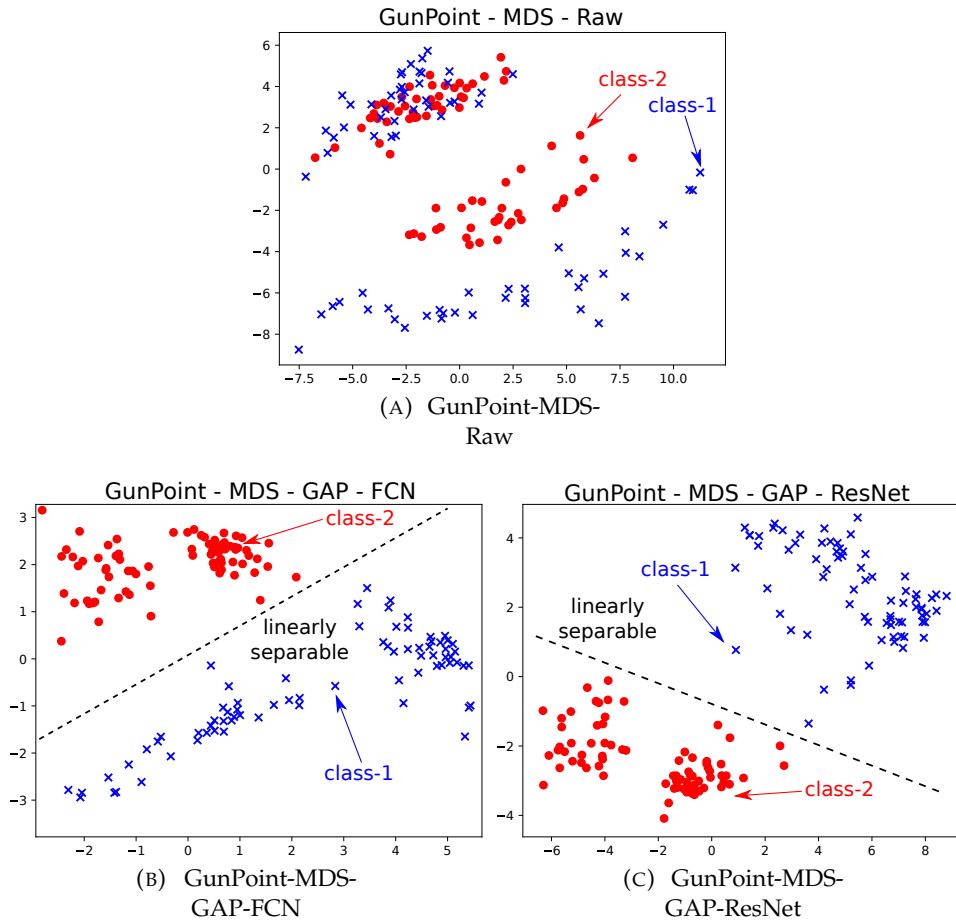 GunPoint - MDS - Raw
6
4
2
0
−2
−4
−6
−8
class-2
class-1
−7.5 −5.0 −2.5 0.0 2.5 5.0 7.5 10.0
(A) GunPoint-MDS-
Raw
GunPoint - MDS - GAP - FCN
3
2
1
0
−1
−2
−3
class-2
linearly
separable
class-1
−2 −1 0 1 2 3 4 5
(B) GunPoint-MDS-
GAP-FCN
GunPoint - MDS - GAP - ResNet
4
2
0
−2
−4
class-1
linearly
separable
class-2
−6 −4 −2 0 2 4 6 8
(C) GunPoint-MDS-
GAP-ResNet